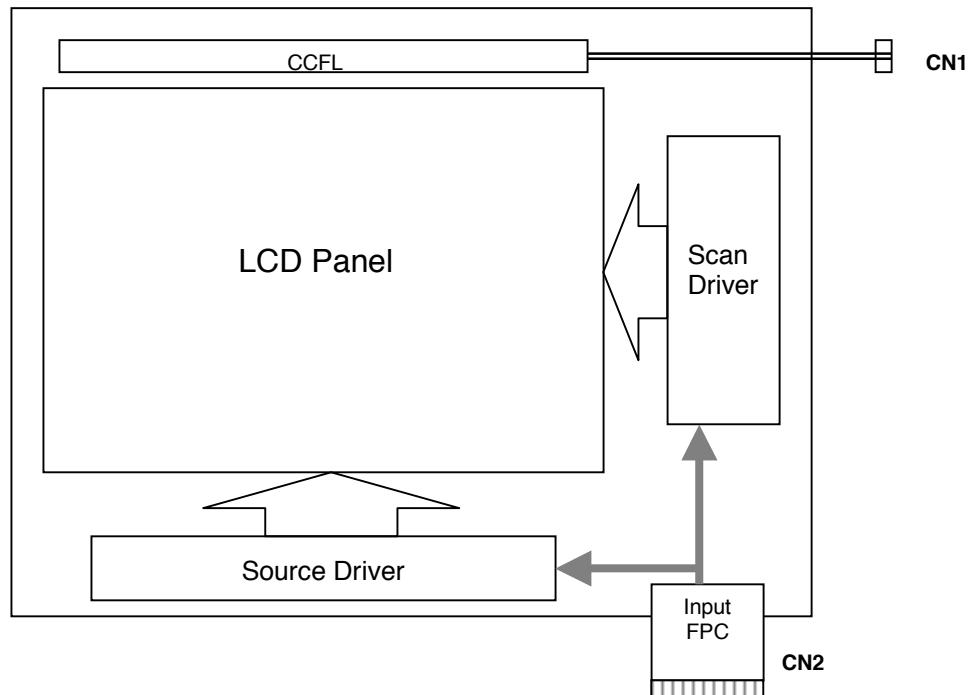 CCFL
CN1
LCD Panel
Scan
Driver
Source Driver
Input
FPC
CN2